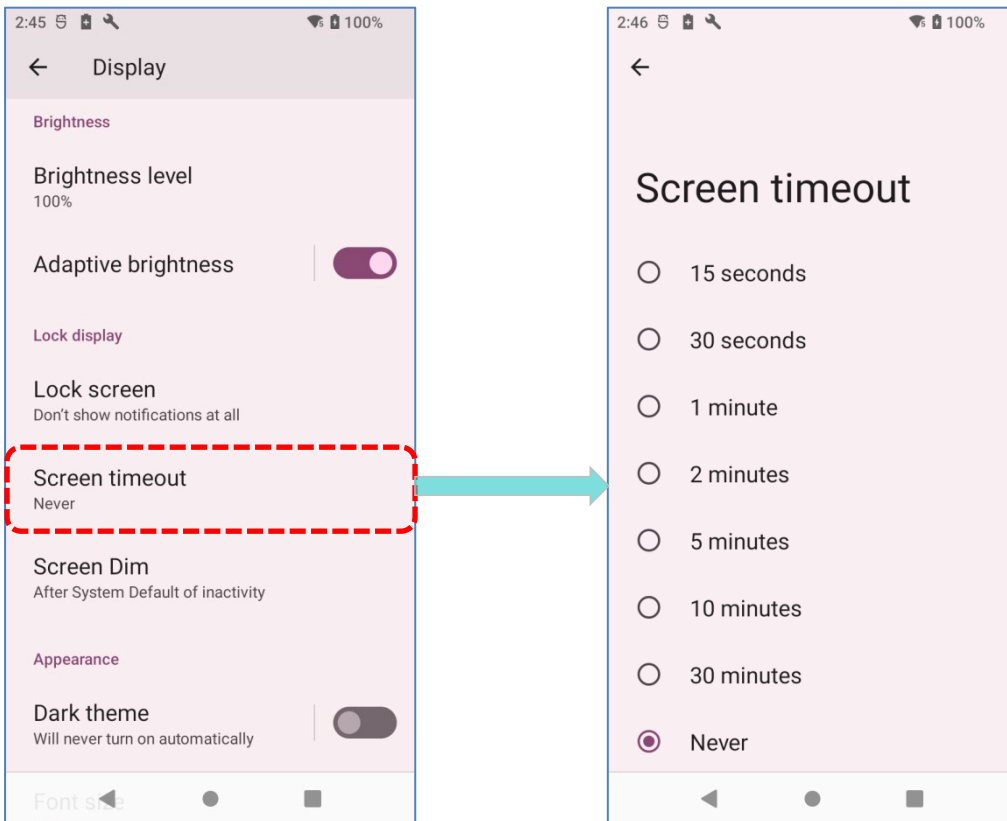 2:45 100%
Display
Brightness
Brightness level
100%
Adaptive brightness
Lock display
Lock screen
Don't show notifications at all
Screen timeout
Never
Screen Dim
After System Default of inactivity
Appearance
Dark theme
Will never turn on automatically
Font size
2:46 100%
Screen timeout
15 seconds
30 seconds
1 minute
2 minutes
5 minutes
10 minutes
30 minutes
Never